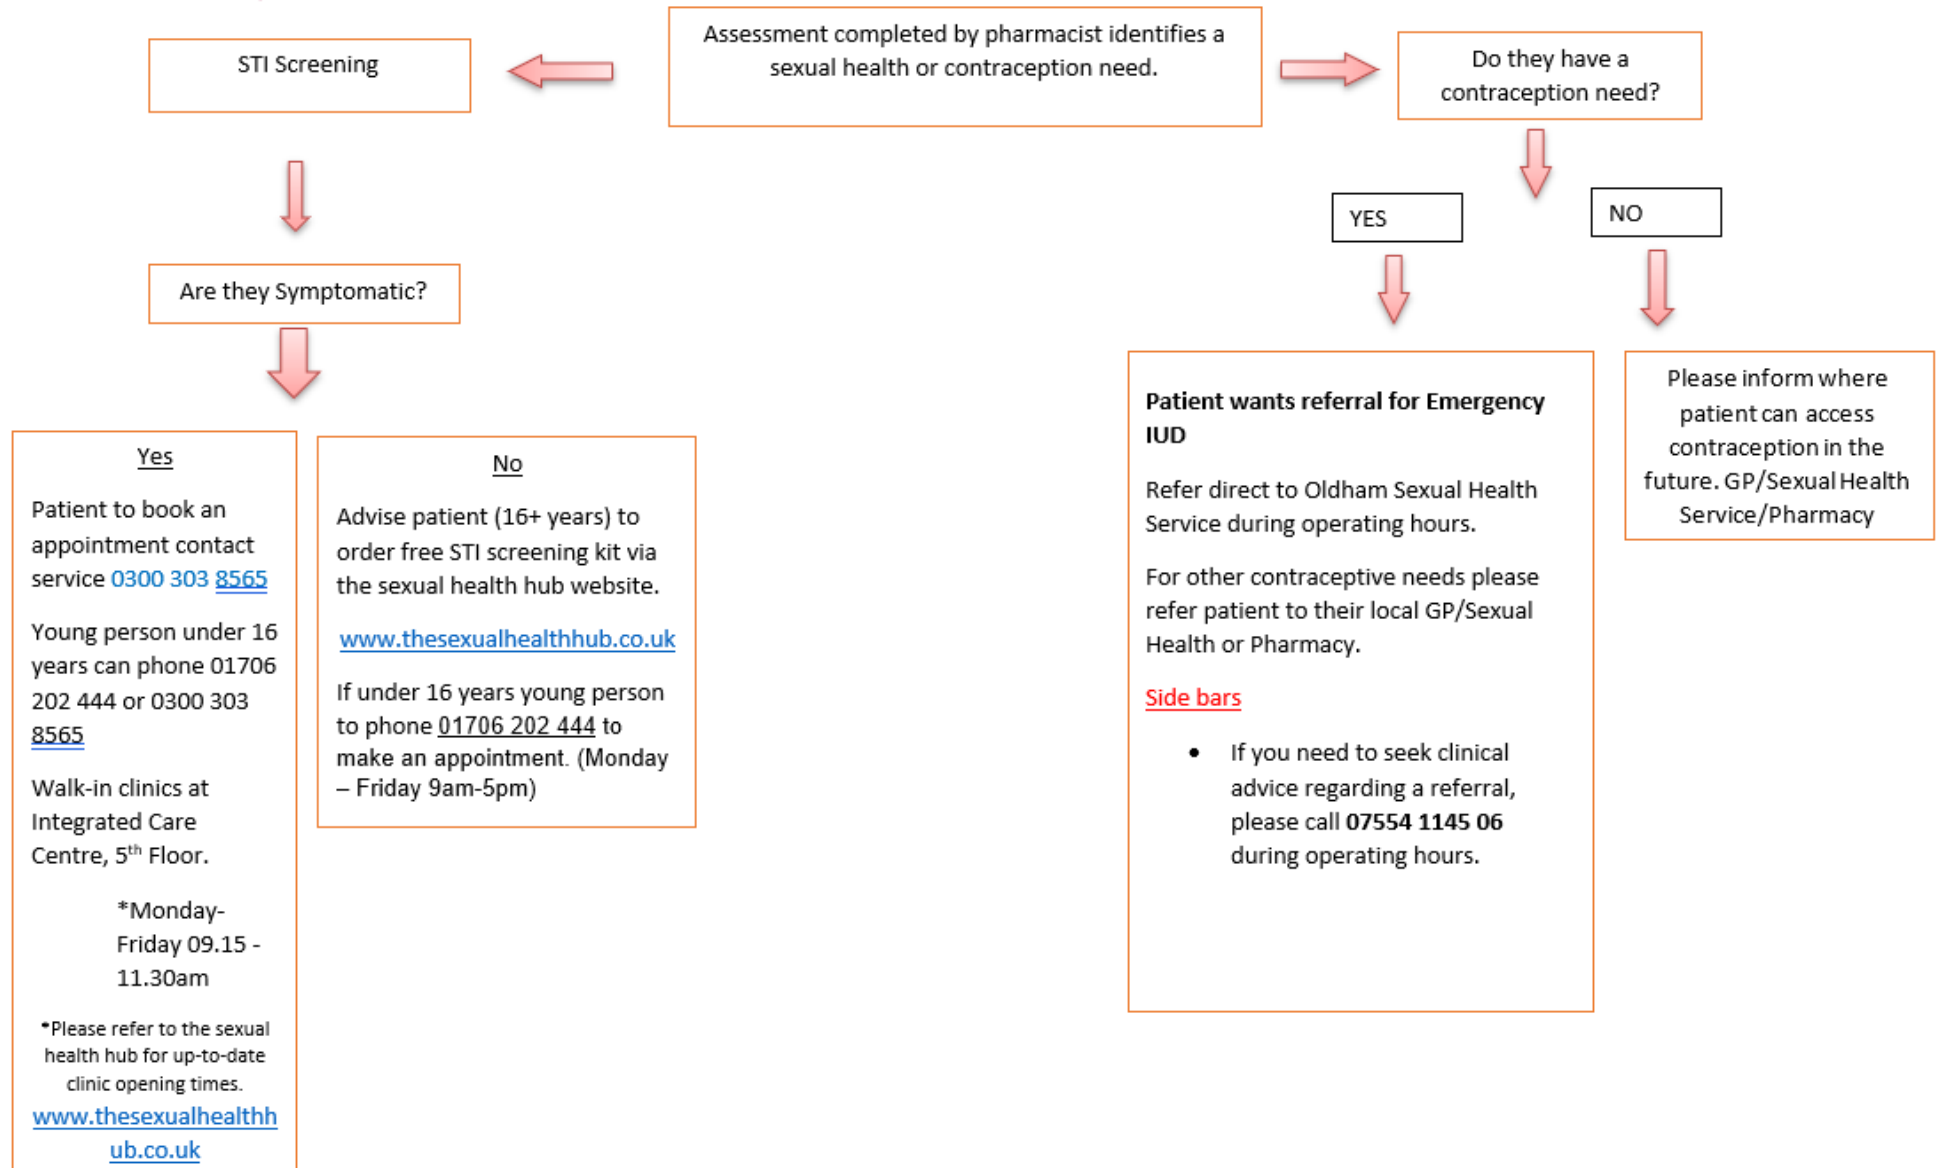 Assessment completed by pharmacist identifies a
sexual health or contraception need.
STI Screening
Do they have a
contraception need?
YES
NO
Are they Symptomatic?
Yes
Patient to book an
appointment contact
service 0300 303 8565
Young person under 16
years can phone 01706
202 444 or 0300 303
8565
Walk-in clinics at
Integrated Care
Centre, 5th Floor.
*Monday-
Friday 09.15 -
11.30am
*Please refer to the sexual
health hub for up-to-date
clinic opening times.
www.thesexualhealthh
ub.co.uk
No
Advise patient (16+ years) to
order free STI screening kit via
the sexual health hub website.
www.thesexualhealthhub.co.uk
If under 16 years young person
to phone 01706 202 444 to
make an appointment. (Monday
– Friday 9am-5pm)
Patient wants referral for Emergency
IUD
Refer direct to Oldham Sexual Health
Service during operating hours.
For other contraceptive needs please
refer patient to their local GP/Sexual
Health or Pharmacy.
Side bars
• If you need to seek clinical
advice regarding a referral,
please call 07554 1145 06
during operating hours.
Please inform where
patient can access
contraception in the
future. GP/Sexual Health
Service/Pharmacy